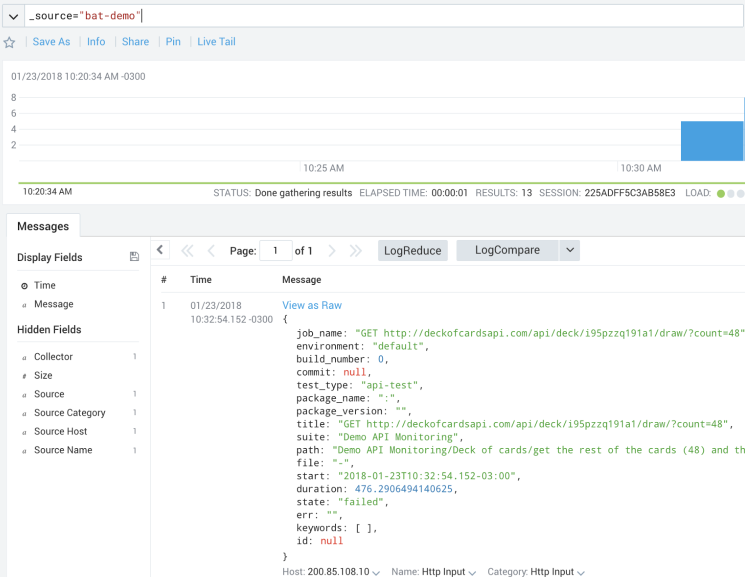 _source="bat-demo"
Save As Info Share Pin Live Tail
01/23/2018 10:20:34 AM -0300
8
6
4
2
10:25 AM 10:30 AM
10:20:34 AM STATUS: Done gathering results ELAPSED TIME: 00:00:01 RESULTS: 13 SESSION: 225ADFF5C3AB58E3 LOAD:
Messages
Display Fields
Page: 1 of 1 LogReduce LogCompare
# Time Message
a Message
Time
Hidden Fields
a Collector 1
# Size
a Source 1
a Source Category 1
a Source Host 1
a Source Name 1
1 01/23/2018 View as Raw
10:32:54.152 -0300 {
job_name: "GET http://deckofcardsapi.com/api/deck/i95pzzq191a1/draw/?count=48"
environment: "default",
build_number: 0,
commit: null,
test_type: "api-test",
package_name: ":",
package_version: "",
title: "GET http://deckofcardsapi.com/api/deck/i95pzzq191a1/draw/?count=48",
suite: "Demo API Monitoring",
path: "Demo API Monitoring/Deck of cards/get the rest of the cards (48) and th
file: "-",
start: "2018-01-23T10:32:54.152-03:00",
duration: 476.2906494140625,
state: "failed",
err: "",
keywords: [ ],
id: null
}
Host: 200.85.108.10 Name: Http Input Category: Http Input